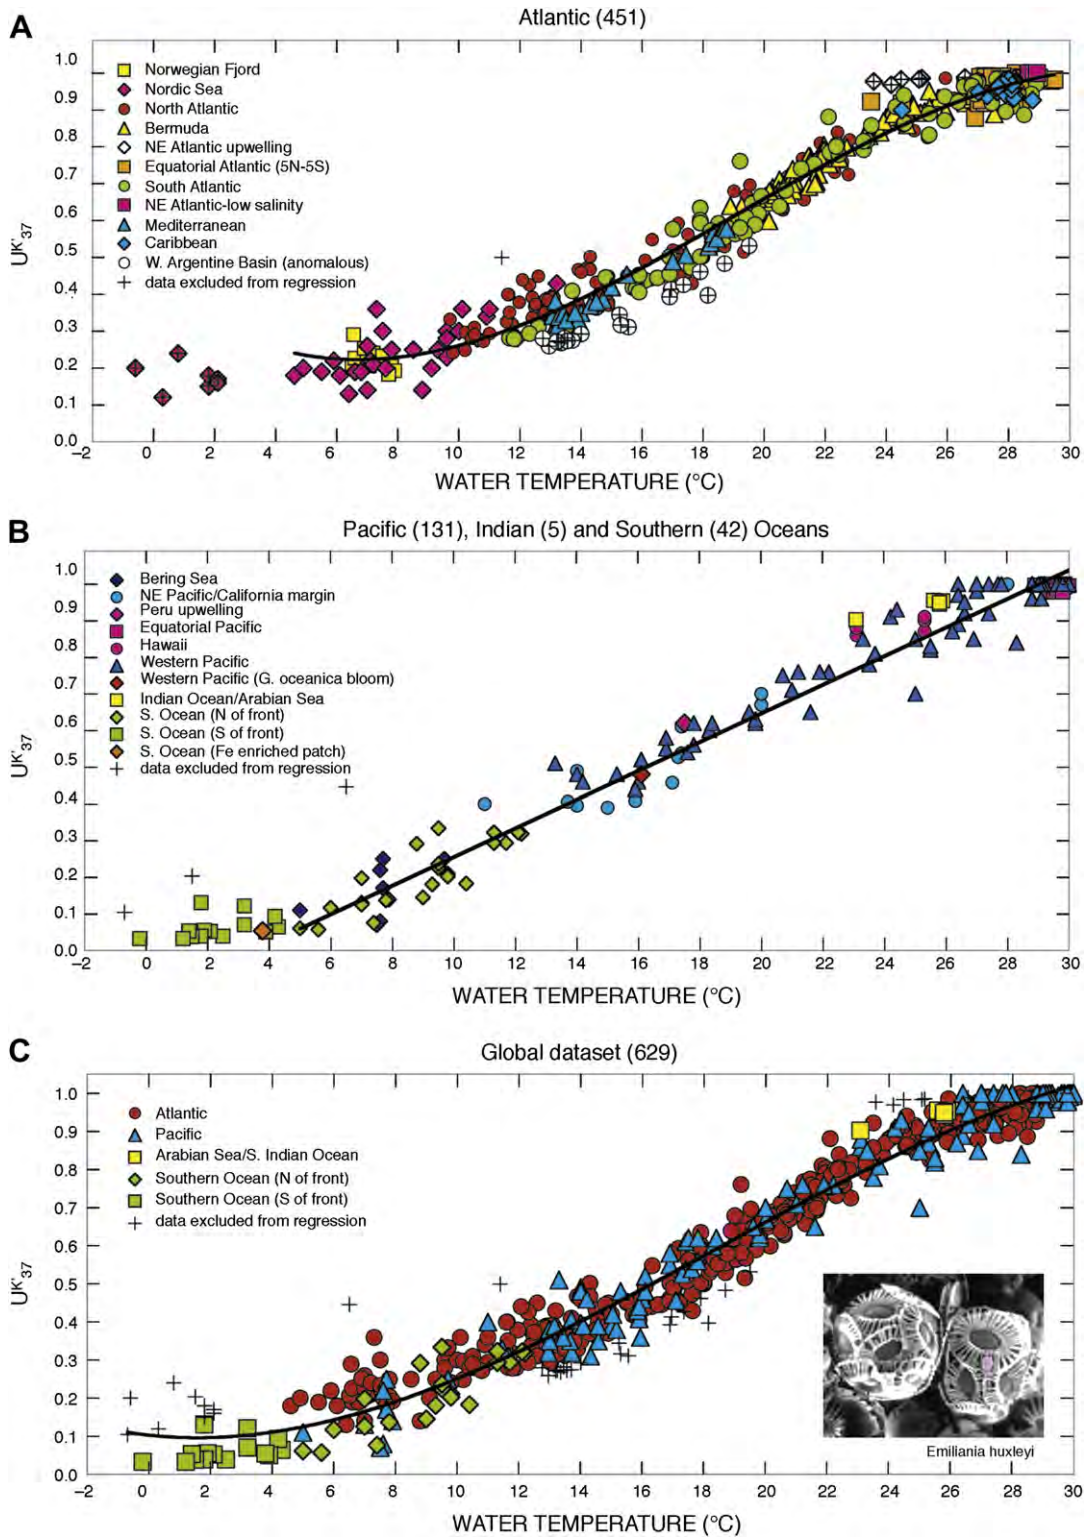 A
Atlantic (451)
1.0
0.9
0.8
0.7
0.6
0.5
0.4
0.3
0.2
0.1
0.0
UK'37
Norwegian Fjord
Nordic Sea
North Atlantic
Bermuda
NE Atlantic upwelling
Equatorial Atlantic (5N-5S)
South Atlantic
NE Atlantic-low salinity
Mediterranean
Caribbean
W. Argentine Basin (anomalous)
data excluded from regression
–2 0 2 4 6 8 10 12 14 16 18 20 22 24 26 28 30
WATER TEMPERATURE (°C)
B
Pacific (131), Indian (5) and Southern (42) Oceans
1.0
0.9
0.8
0.7
0.6
0.5
0.4
0.3
0.2
0.1
0.0
UK'37
Bering Sea
NE Pacific/California margin
Peru upwelling
Equatorial Pacific
Hawaii
Western Pacific
Western Pacific (G. oceanica bloom)
Indian Ocean/Arabian Sea
S. Ocean (N of front)
S. Ocean (S of front)
S. Ocean (Fe enriched patch)
data excluded from regression
–2 0 2 4 6 8 10 12 14 16 18 20 22 24 26 28 30
WATER TEMPERATURE (°C)
C
Global dataset (629)
1.0
0.9
0.8
0.7
0.6
0.5
0.4
0.3
0.2
0.1
0.0
UK'37
Atlantic
Pacific
Arabian Sea/S. Indian Ocean
Southern Ocean (N of front)
Southern Ocean (S of front)
data excluded from regression
Emiliania huxleyi
–2 0 2 4 6 8 10 12 14 16 18 20 22 24 26 28 30
WATER TEMPERATURE (°C)